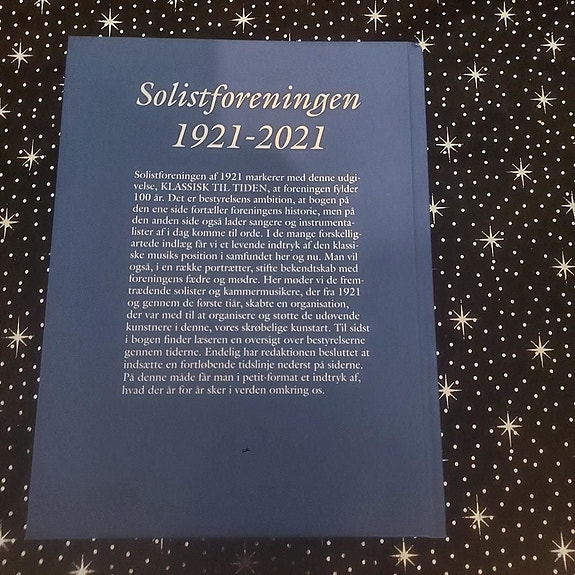 Solistforeningen
1921-2021
Solistforeningen af 1921 markerer med denne udgi-
velse, KLASSISK TIL TIDEN, at foreningen fylder
100 år. Det er bestyrelsens ambition, at bogen på
den ene side fortæller foreningens historie, men på
den anden side også lader sangere og instrumenta-
lister af i dag komme til orde. I de mange forskellig-
artede indlæg får vi et levende indtryk af den klassi-
ske musiks position i samfundet her og nu. Man vil
også, i en række portrætter, stifte bekendtskab med
foreningens fædre og mødre. Her møder vi de frem-
trædende solister og kammermusikere, der fra 1921
og gennem de første tiår, skabte en organisation,
der var med til at organisere og støtte de udøvende
kunstnere i denne, vores skrøbelige kunstart. Til sidst
i bogen finder læseren en oversigt over bestyrelserne
gennem tiderne. Endelig har redaktionen besluttet at
indsætte en fortløbende tidslinje nederst på siderne.
På denne måde får man i petit-format et indtryk af,
hvad der år for år sker i verden omkring os.